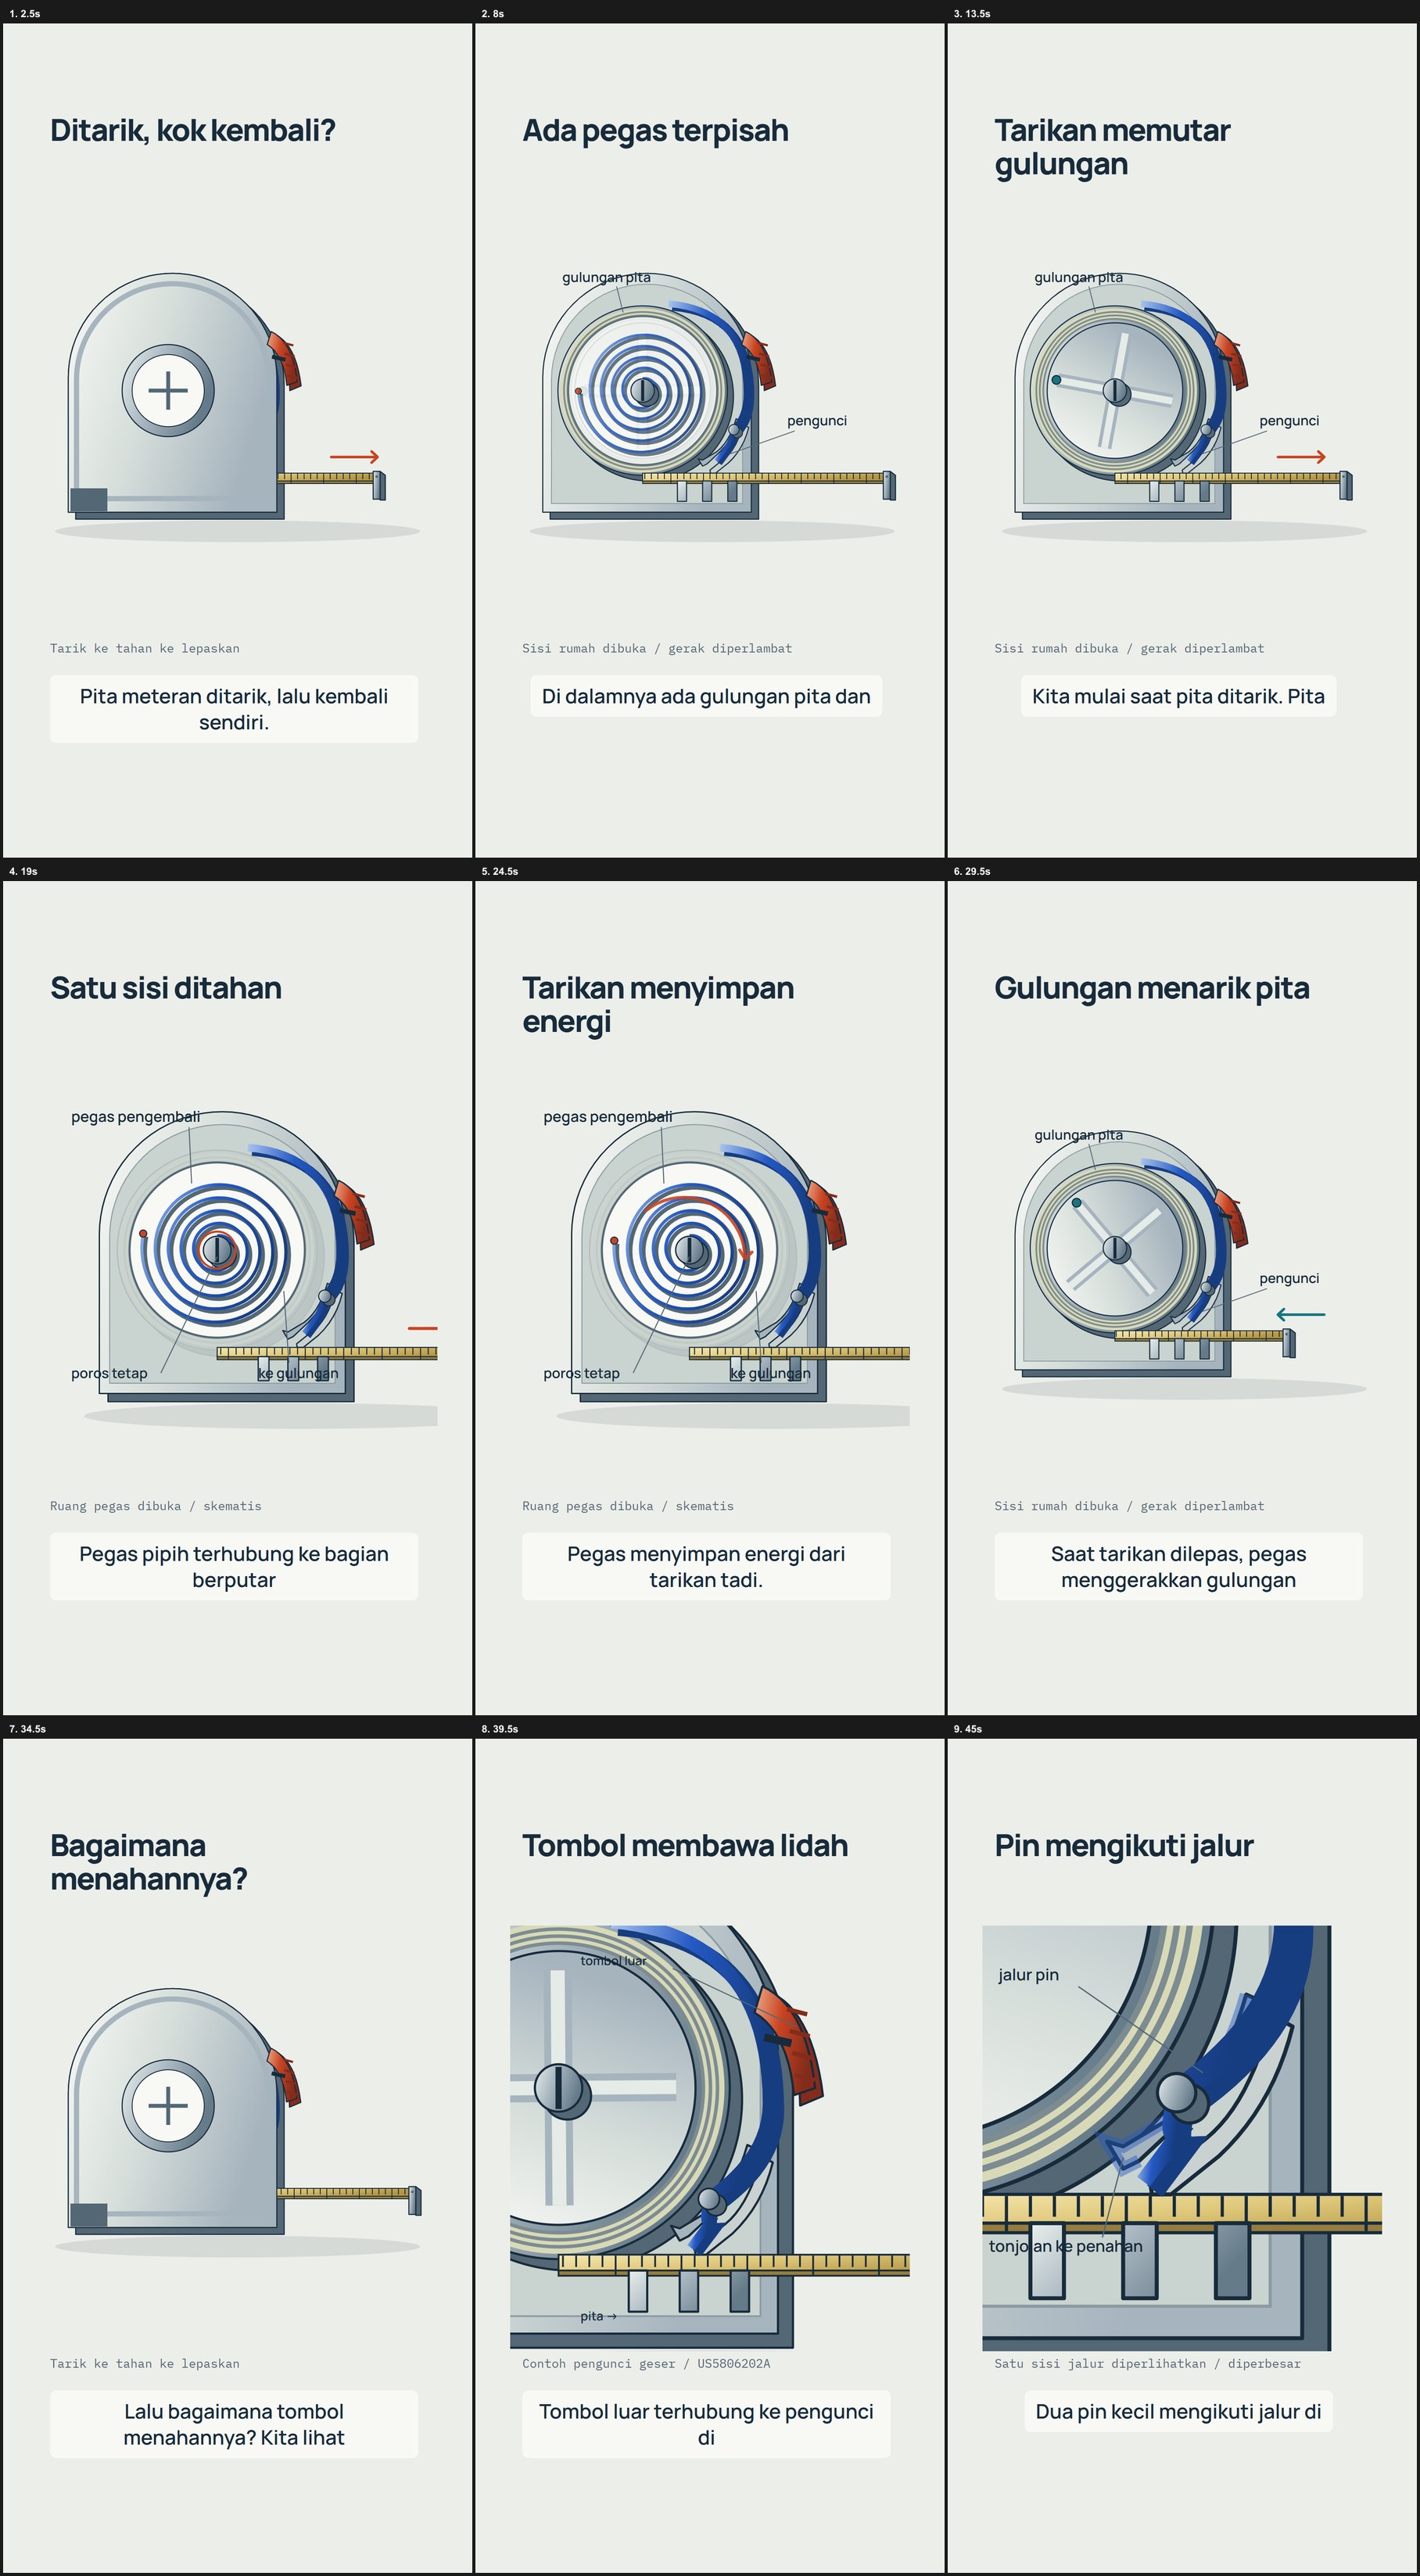 1. 2.5s
Ditarik, kok kembali?
Tarik ke tahan ke lepaskan
Pita meteran ditarik, lalu kembali
sendiri.
2. 8s
Ada pegas terpisah
gulungan pita
pengunci
Sisi rumah dibuka / gerak diperlambat
Di dalamnya ada gulungan pita dan
3. 13.5s
Tarikan memutar
gulungan
gulungan pita
pengunci
Sisi rumah dibuka / gerak diperlambat
Kita mulai saat pita ditarik. Pita
4. 19s
Satu sisi ditahan
pegas pengembali
poros tetap
ke gulungan
Ruang pegas dibuka / skematis
Pegas pipih terhubung ke bagian
berputar
5. 24.5s
Tarikan menyimpan
energi
pegas pengembali
poros tetap
ke gulungan
Ruang pegas dibuka / skematis
Pegas menyimpan energi dari
tarikan tadi.
6. 29.5s
Gulungan menarik pita
gulungan pita
pengunci
Sisi rumah dibuka / gerak diperlambat
Saat tarikan dilepas, pegas
menggerakkan gulungan
7. 34.5s
Bagaimana
menahannya?
Tarik ke tahan ke lepaskan
Lalu bagaimana tombol
menahannya? Kita lihat
8. 39.5s
Tombol membawa lidah
tombol luar
pita →
Contoh pengunci geser / US5806202A
Tombol luar terhubung ke pengunci
di
9. 45s
Pin mengikuti jalur
jalur pin
tonjolan ke penahan
Satu sisi jalur diperlihatkan / diperbesar
Dua pin kecil mengikuti jalur di